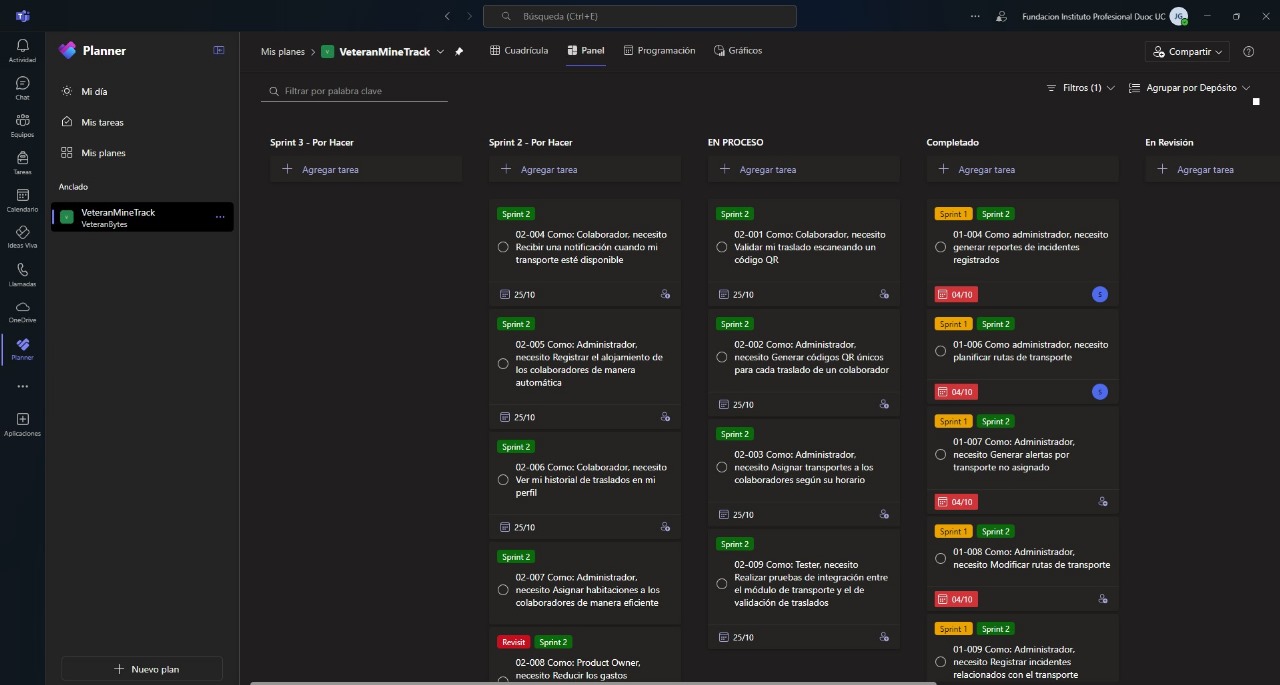 Búsqueda (Ctrl+E)
Fundacion Instituto Profesional Duoc UC
JG
Actividad
Chat
Equipos
Tareas
Calendario
Ideas Viva
Llamadas
OneDrive
Planner
Aplicaciones
Planner
Mi día
Mis tareas
Mis planes
Anclado
VeteranMineTrack
VeteranBytes
Nuevo plan
Mis planes > VeteranMineTrack
Cuadrícula
Panel
Programación
Gráficos
Compartir
Filtrar por palabra clave
Filtros (1)
Agrupar por Depósito
Sprint 3 - Por Hacer
Agregar tarea
Sprint 2 - Por Hacer
Agregar tarea
Sprint 2
02-004 Como: Colaborador, necesito
Recibir una notificación cuando mi
transporte esté disponible
25/10
Sprint 2
02-005 Como: Administrador,
necesito Registrar el alojamiento de
los colaboradores de manera
automática
25/10
Sprint 2
02-006 Como: Colaborador, necesito
Ver mi historial de traslados en mi
perfil
25/10
Sprint 2
02-007 Como: Administrador,
necesito Asignar habitaciones a los
colaboradores de manera eficiente
Revisit Sprint 2
02-008 Como: Product Owner,
necesito Reducir los gastos
EN PROCESO
Agregar tarea
Sprint 2
02-001 Como: Colaborador, necesito
Validar mi traslado escaneando un
código QR
25/10
Sprint 2
02-002 Como: Administrador,
necesito Generar códigos QR únicos
para cada traslado de un colaborador
25/10
Sprint 2
02-003 Como: Administrador,
necesito Asignar transportes a los
colaboradores según su horario
25/10
Sprint 2
02-009 Como: Tester, necesito
Realizar pruebas de integración entre
el módulo de transporte y el de
validación de traslados
25/10
Completado
Agregar tarea
Sprint 1 Sprint 2
01-004 Como administrador, necesito
generar reportes de incidentes
registrados
04/10
S
Sprint 1 Sprint 2
01-006 Como administrador, necesito
planificar rutas de transporte
04/10
S
Sprint 1 Sprint 2
01-007 Como: Administrador,
necesito Generar alertas por
transporte no asignado
04/10
Sprint 1 Sprint 2
01-008 Como: Administrador,
necesito Modificar rutas de transporte
04/10
Sprint 1 Sprint 2
01-009 Como: Administrador,
necesito Registrar incidentes
relacionados con el transporte
En Revisión
Agregar tarea